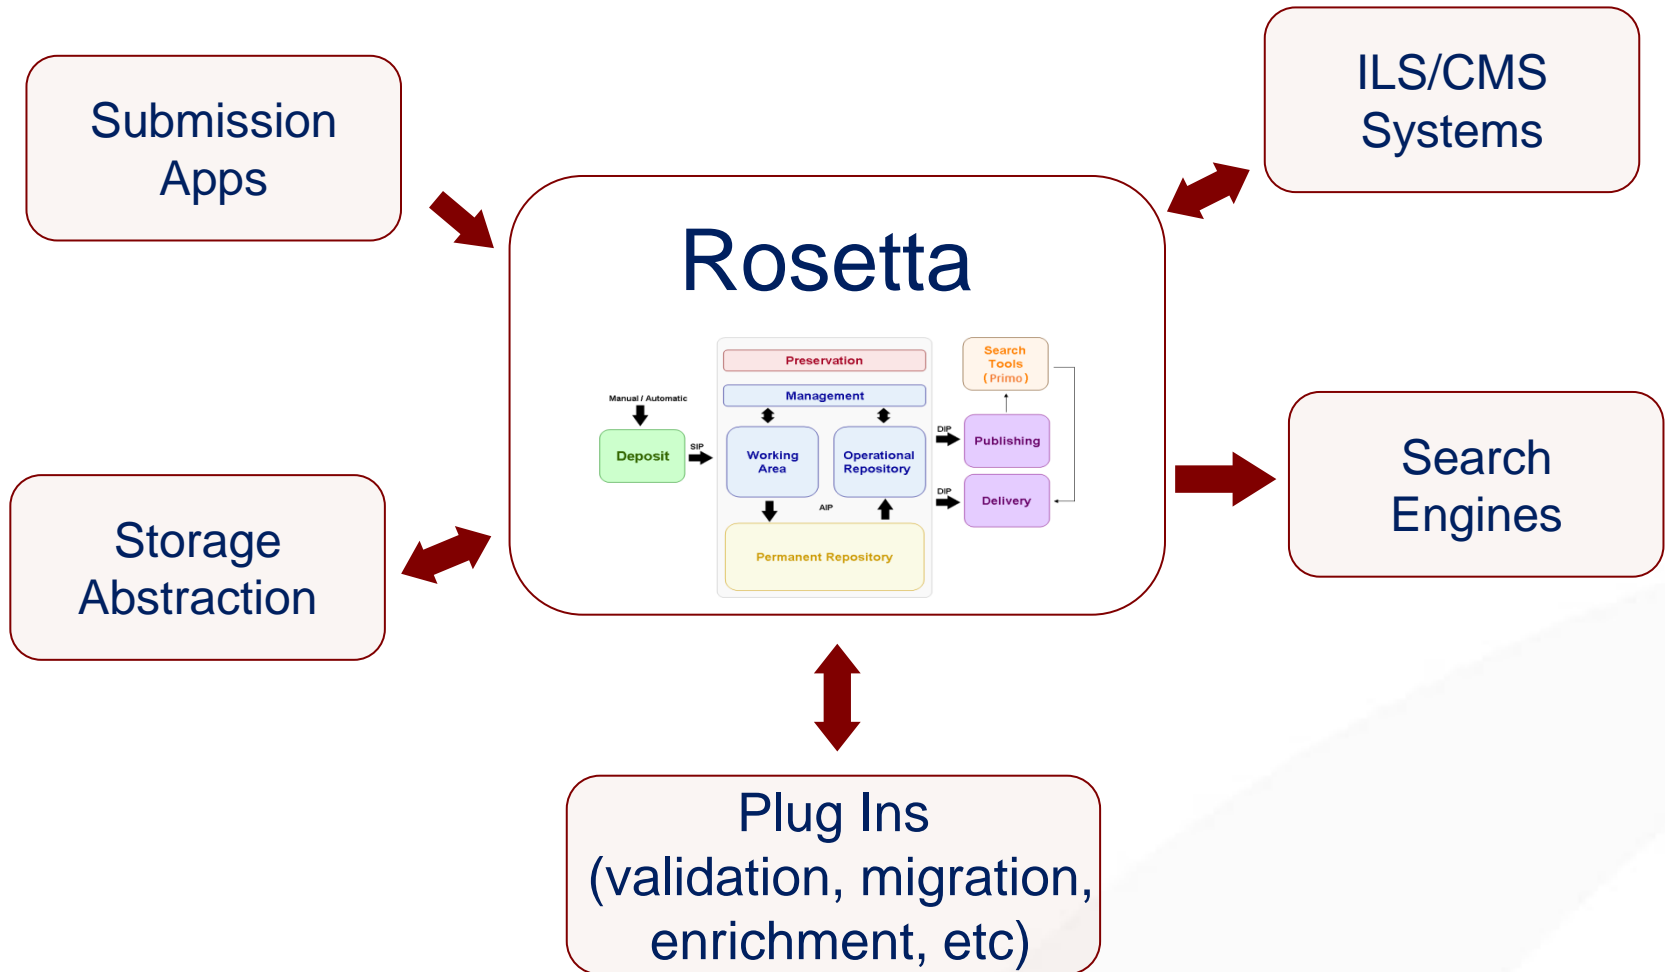 Submission
Apps
ILS/CMS
Systems
Rosetta
Preservation
Search
Tools
(Primo)
Manual / Automatic
Management
Deposit
SIP
Working
Area
Operational
Repository
DIP
Publishing
DIP
Delivery
AIP
Permanent Repository
Storage
Abstraction
Search
Engines
Plug Ins
(validation, migration,
enrichment, etc)